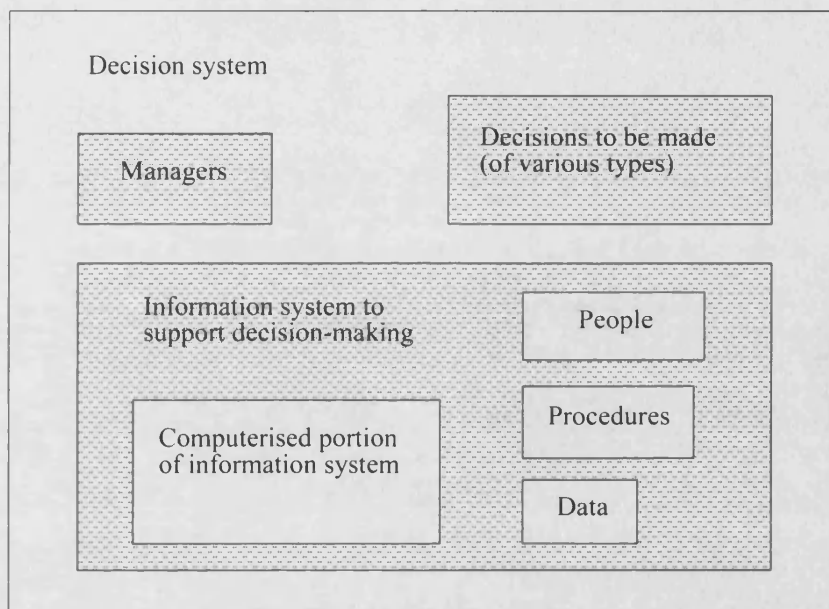 Decision system
Managers
Decisions to be made
(of various types)
Information system to
support decision-making
People
Procedures
Computerised portion
of information system
Data